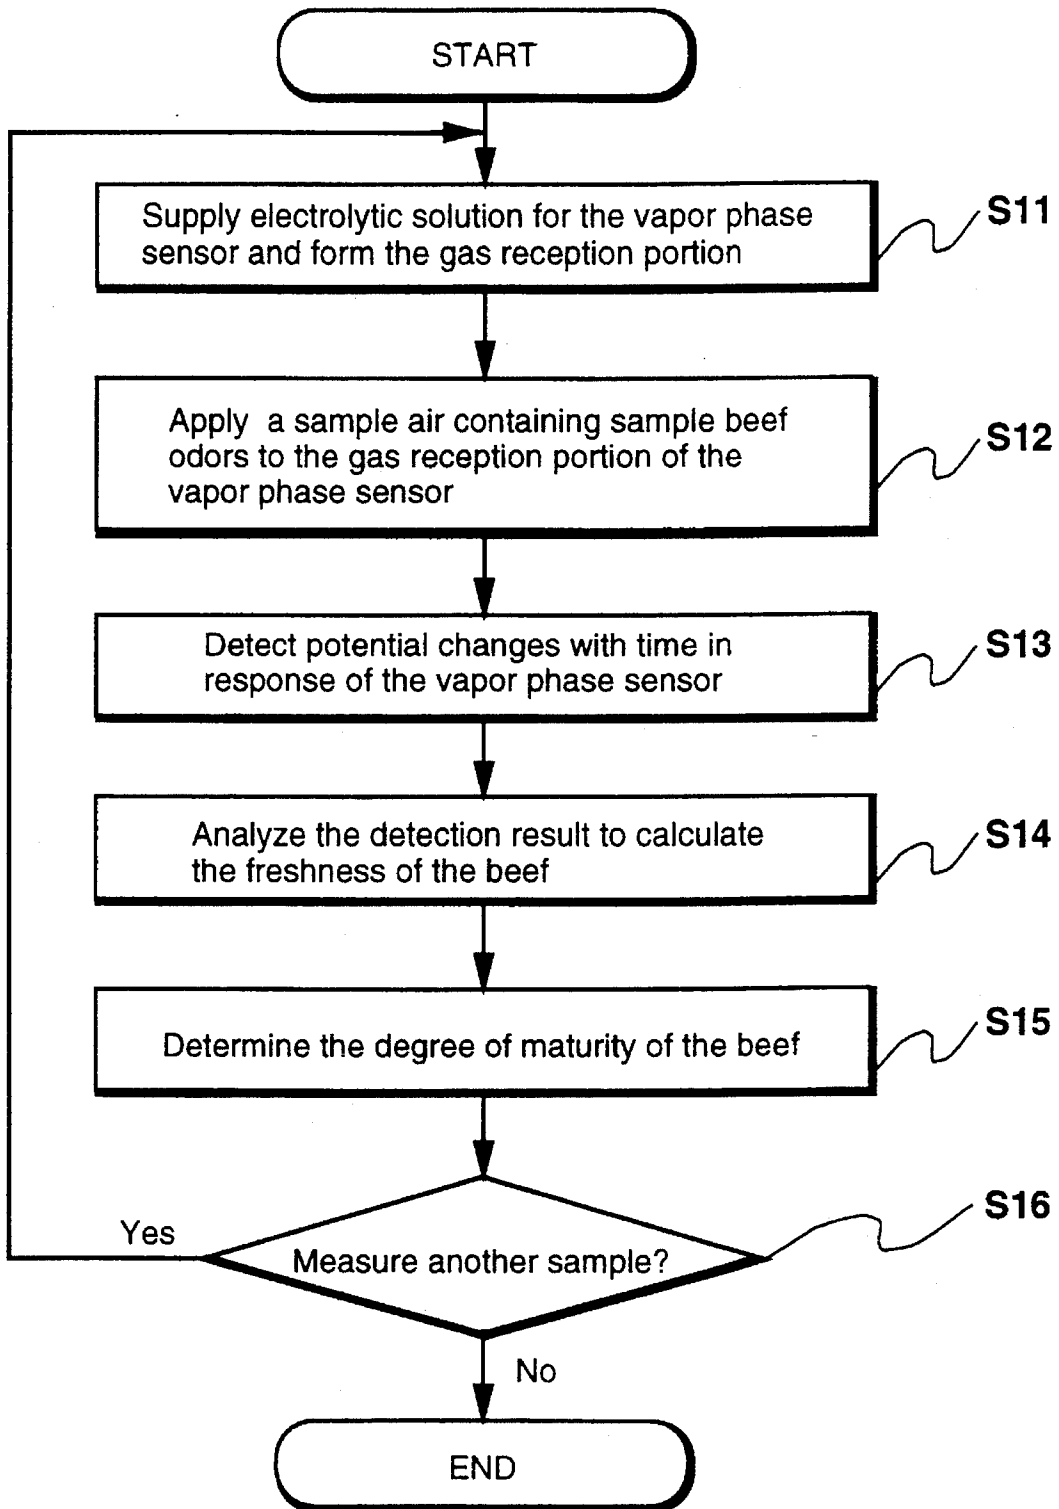 START
Supply electrolytic solution for the vapor phase
sensor and form the gas reception portion
S11
Apply a sample air containing sample beef
odors to the gas reception portion of the
vapor phase sensor
S12
Detect potential changes with time in
response of the vapor phase sensor
S13
Analyze the detection result to calculate
the freshness of the beef
S14
Determine the degree of maturity of the beef
S15
Measure another sample?
S16
Yes
No
END